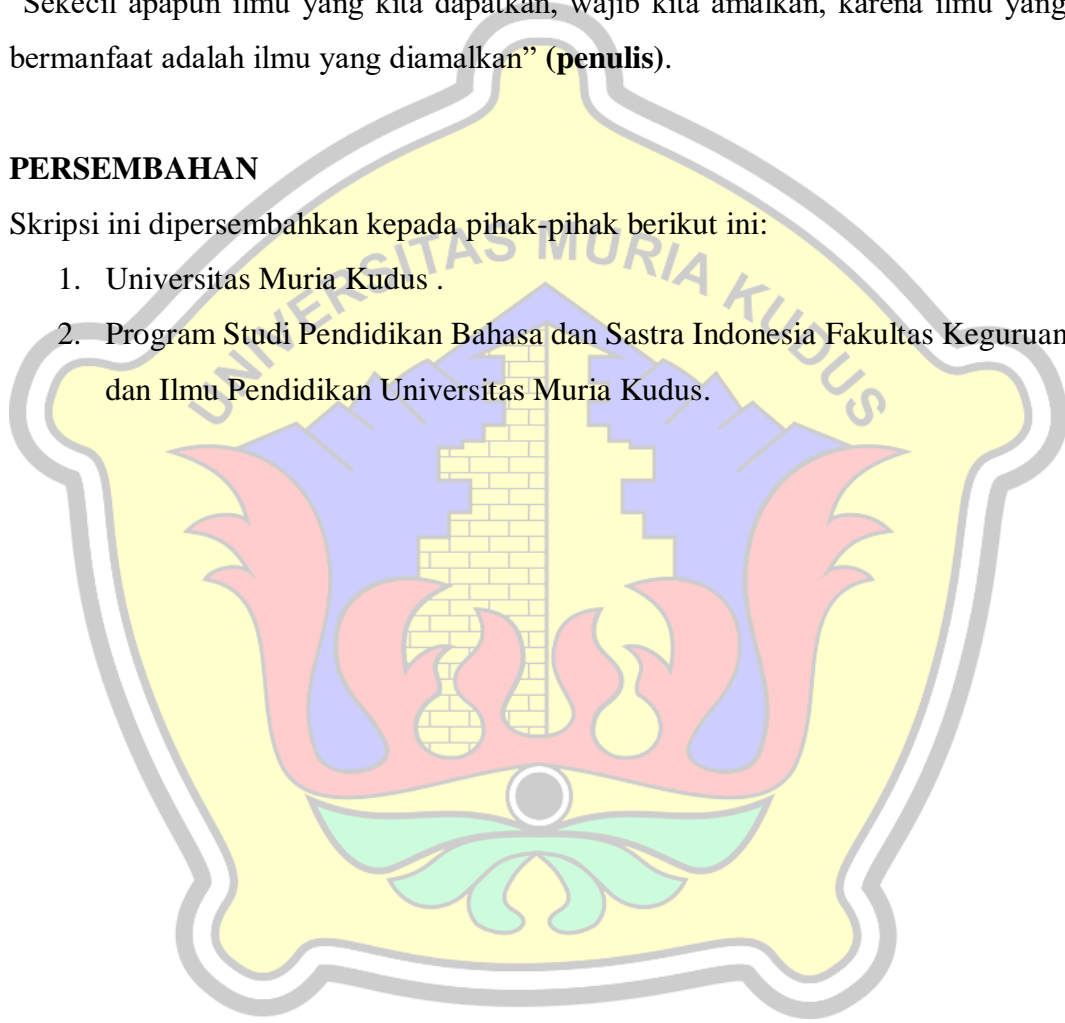 “Sekecil apapun ilmu yang kita dapatkan, wajib kita amalkan, karena ilmu yang
bermanfaat adalah ilmu yang diamalkan” (penulis).
PERSEMBAHAN
Skripsi ini dipersembahkan kepada pihak-pihak berikut ini:
1. Universitas Muria Kudus .
2. Program Studi Pendidikan Bahasa dan Sastra Indonesia Fakultas Keguruan
dan Ilmu Pendidikan Universitas Muria Kudus.
UNIVERSITAS MURIA KUDUS